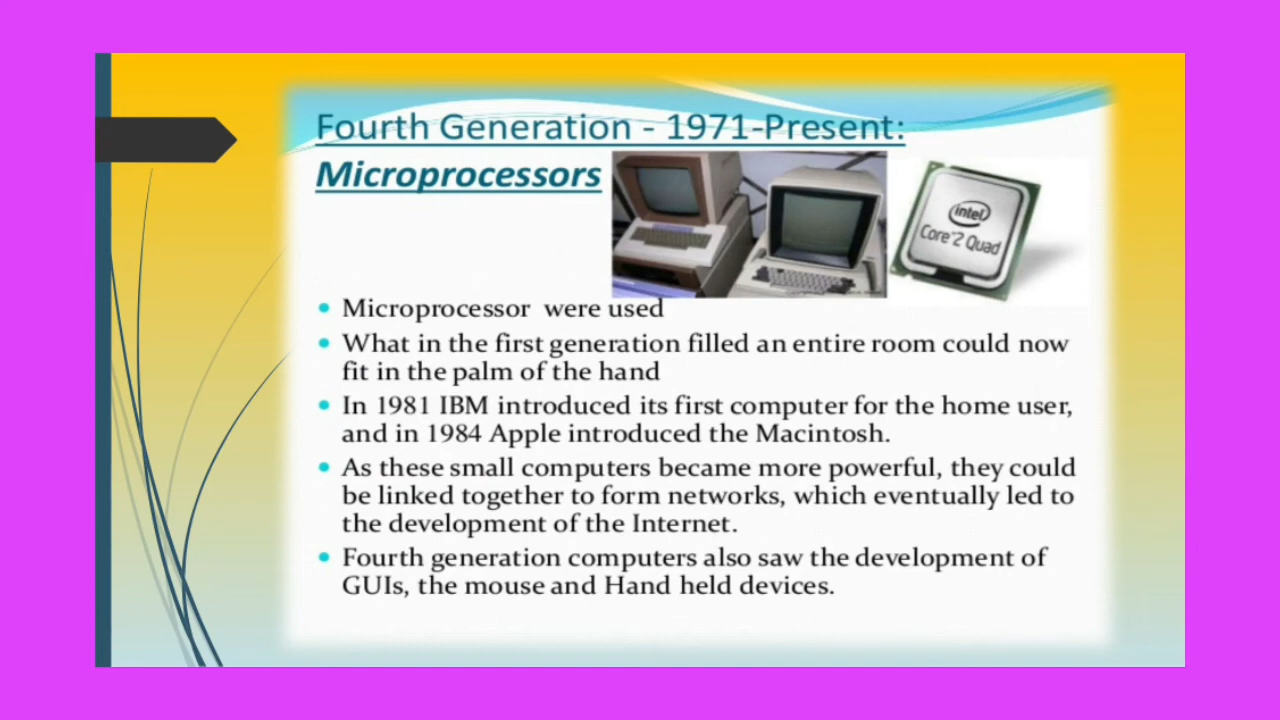 Fourth Generation - 1971-Present:
Microprocessors
intel
Core™2 Quad
Microprocessor were used
What in the first generation filled an entire room could now
fit in the palm of the hand
In 1981 IBM introduced its first computer for the home user,
and in 1984 Apple introduced the Macintosh.
As these small computers became more powerful, they could
be linked together to form networks, which eventually led to
the development of the Internet.
Fourth generation computers also saw the development of
GUIs, the mouse and Hand held devices.